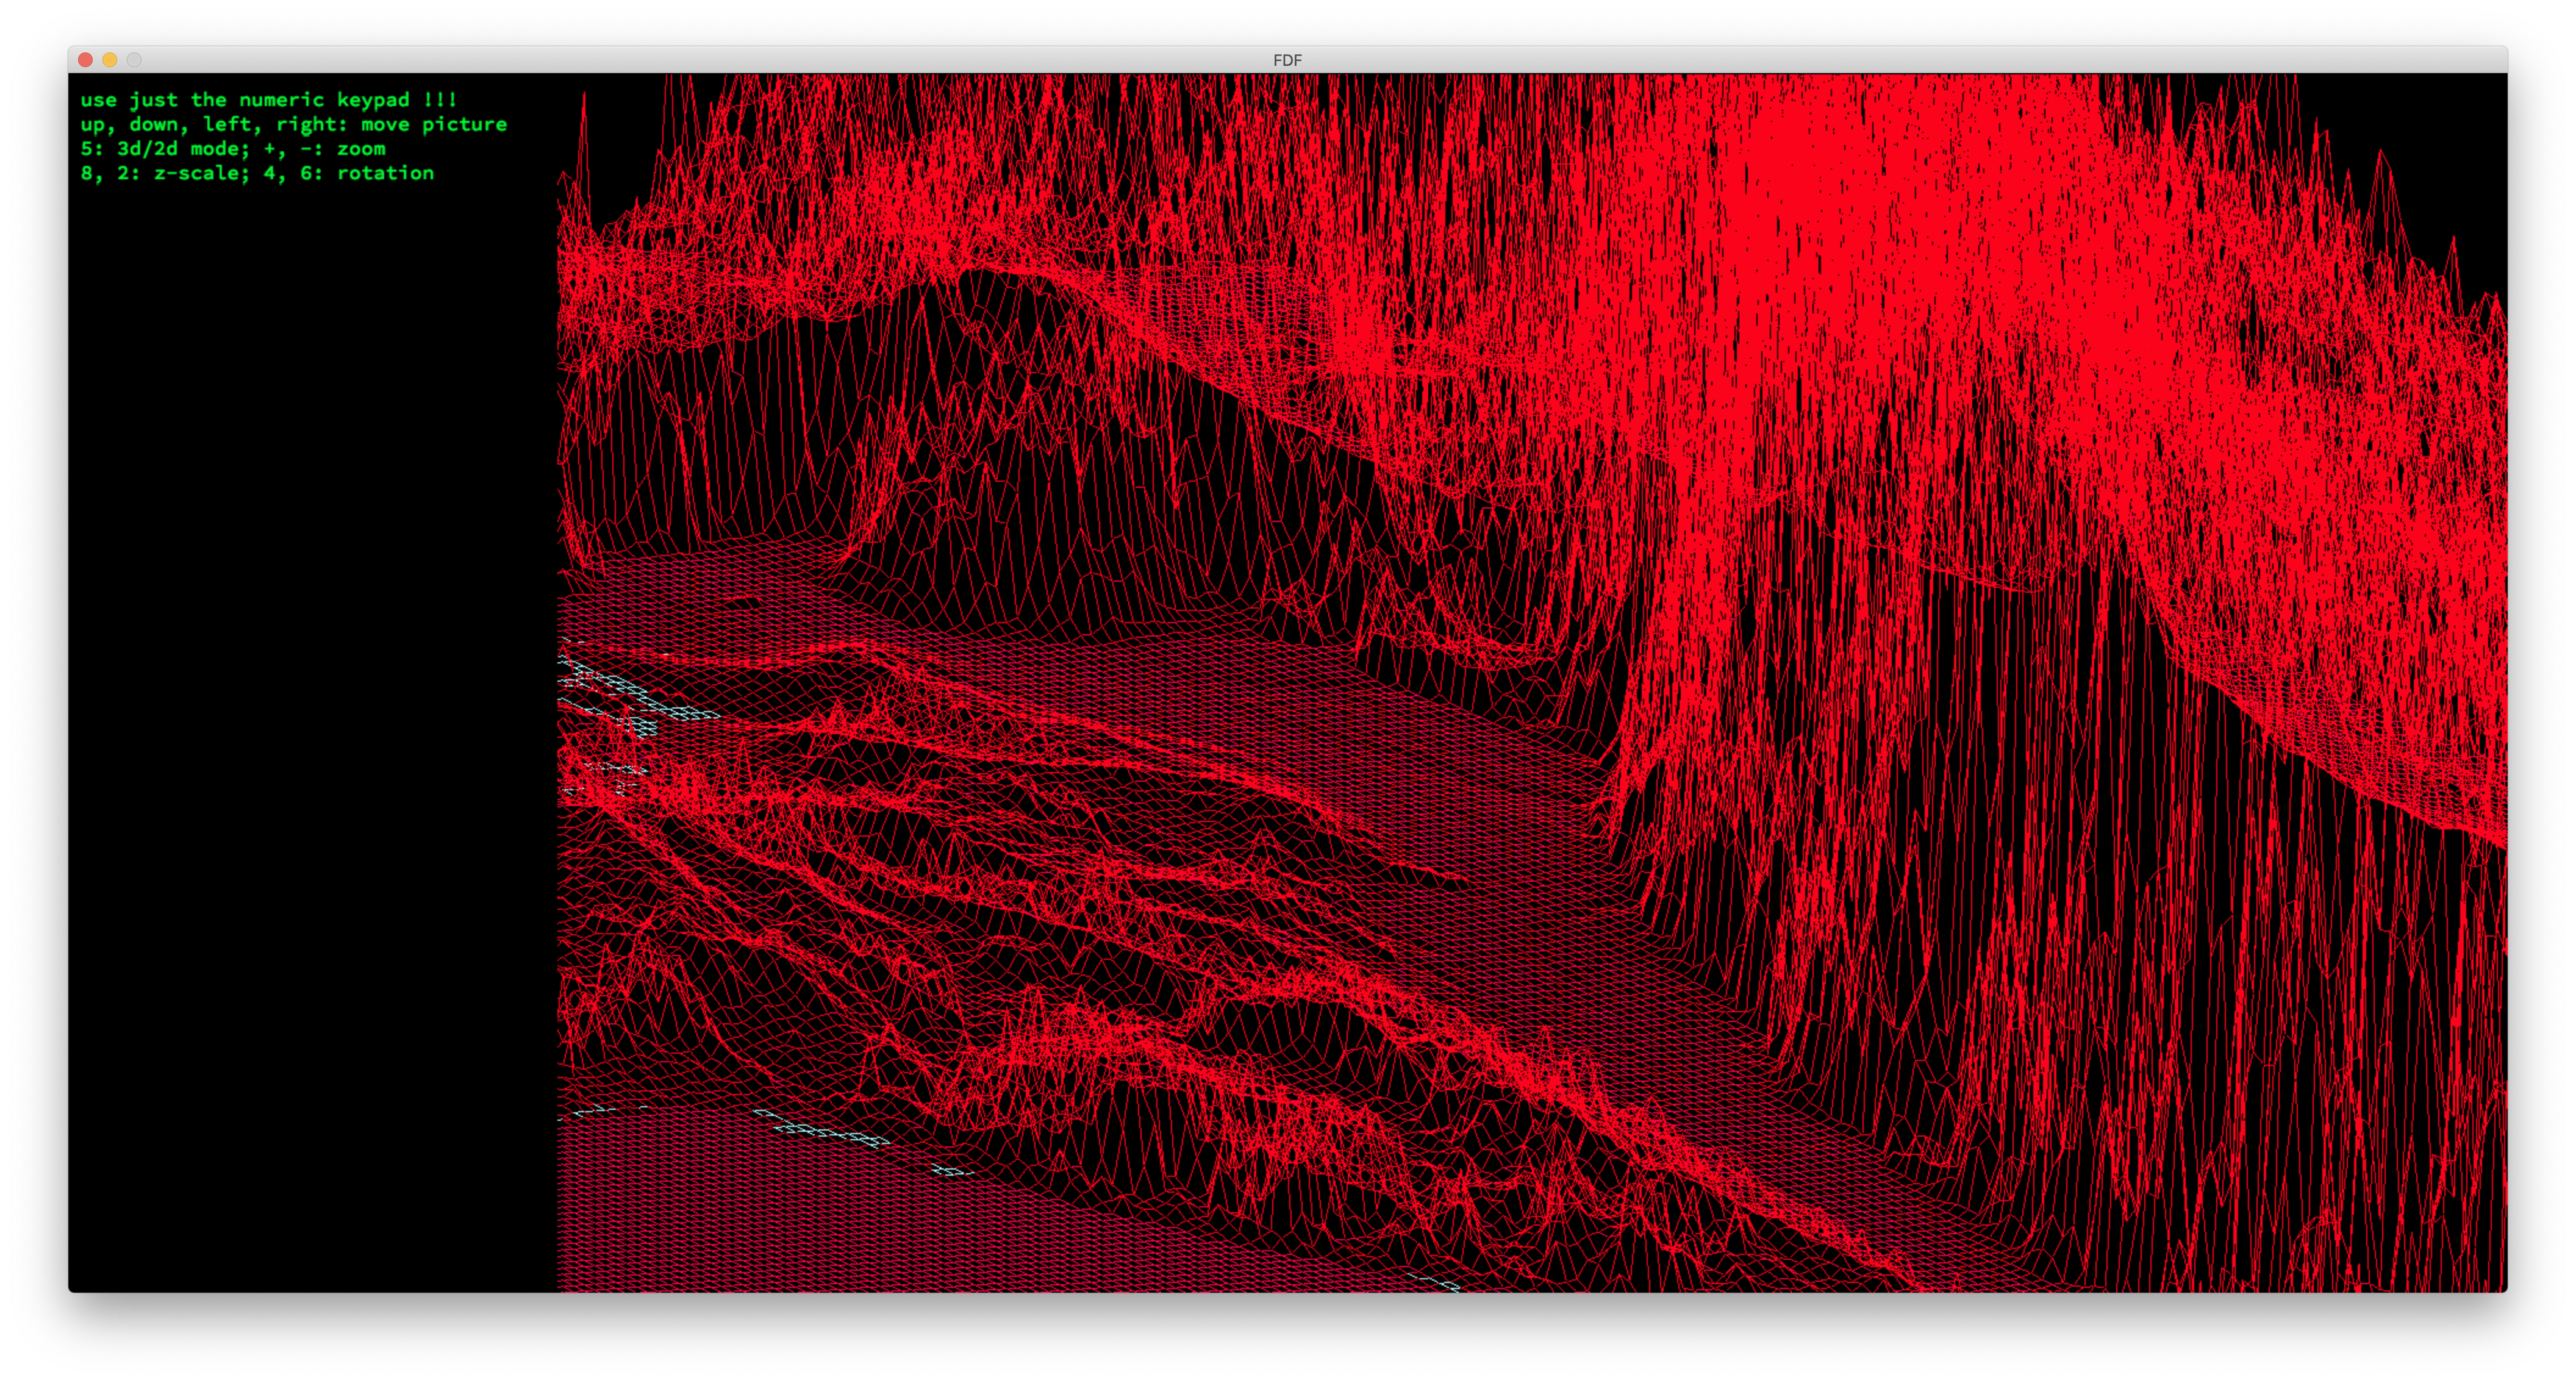 FDF
use just the numeric keypad !!!
up, down, left, right: move picture
5: 3d/2d mode; +, -: zoom
8, 2: z-scale; 4, 6: rotation